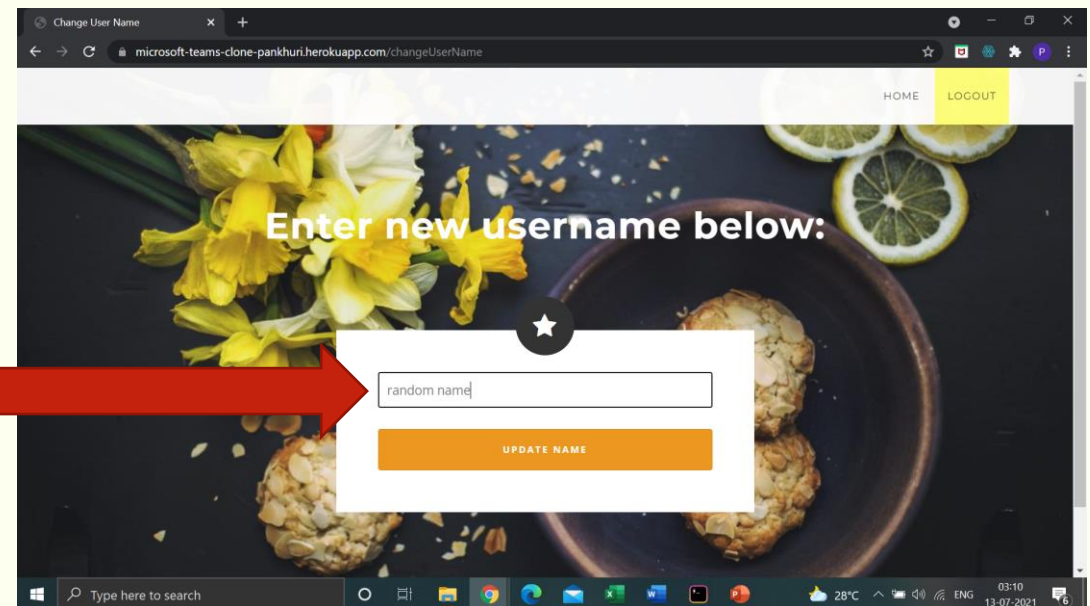 Change User Name
microsoft-teams-clone-pankhuri.herokuapp.com/changeUserName
P
HOME LOGOUT
Enter new username below:
random name
UPDATE NAME
Type here to search
28°C ENG 03:10
13-07-2021
6